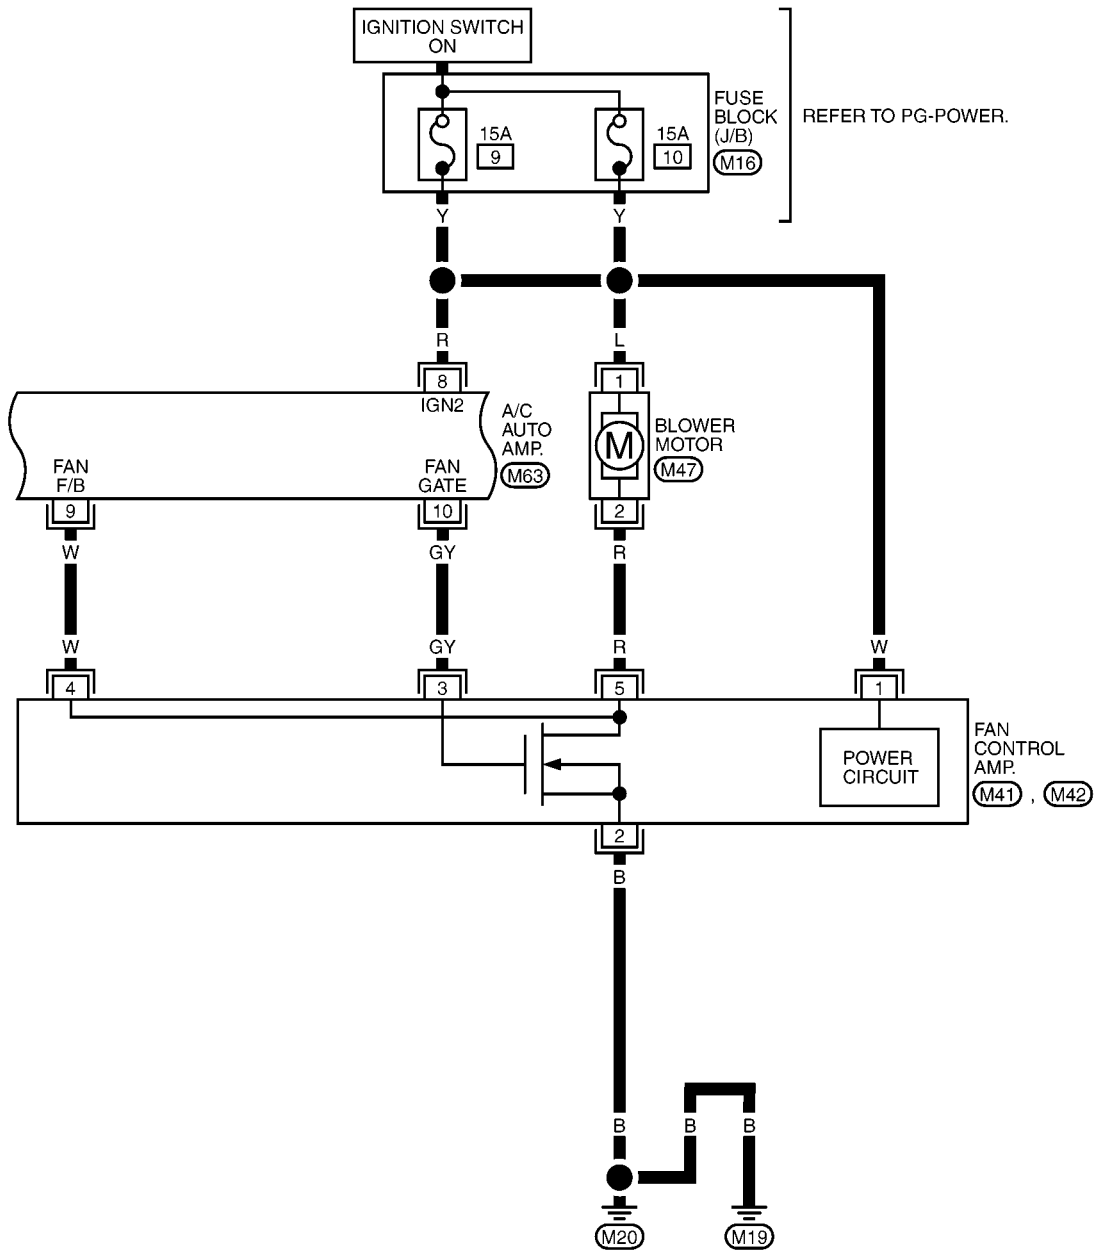 IGNITION SWITCH
ON
FUSE
BLOCK
(J/B)
M16
REFER TO PG-POWER.
15A
9
15A
10
Y
Y
R
L
8
1
IGN2
A/C
AUTO
AMP.
M63
M
BLOWER
MOTOR
M47
FAN
F/B
FAN
GATE
9
10
2
W
GY
R
W
GY
R
W
4
3
5
1
POWER
CIRCUIT
FAN
CONTROL
AMP.
M41 , M42
2
B
B
B
B
M20
M19